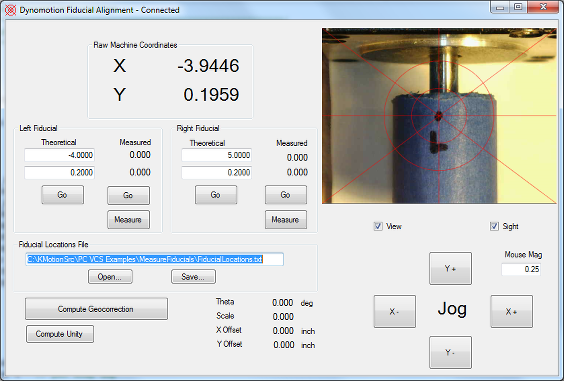 Dynomotion Fiducial Alignment - Connected
Raw Machine Coordinates
X -3.9446
Y 0.1959
Left Fiducial
Theoretical Measured
-4.0000 0.000
0.2000 0.000
Go Go
Measure
Right Fiducial
Theoretical Measured
5.0000 0.000
0.2000 0.000
Go Go
Measure
Fiducial Locations File
C:\KMotionSrc\PC VCS Examples\MeasureFiducials\FiducialLocations.txt
Open... Save...
Compute Geocorrection
Compute Unity
Theta 0.000 deg
Scale 0.000
X Offset 0.000 inch
Y Offset 0.000 inch
L
View Sight
Mouse Mag
0.25
Y +
X - Jog X +
Y -